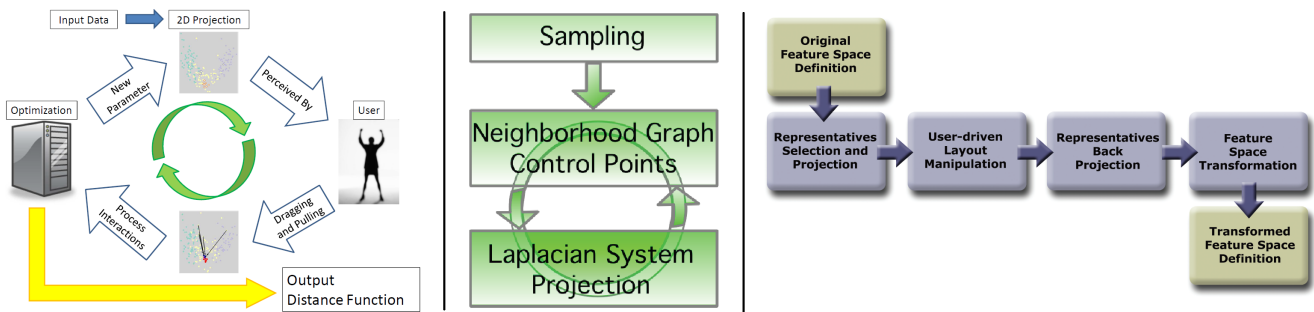 Input Data
2D Projection
New
Parameter
Perceived By
Optimization
User
Process
Interactions
Dragging
and Pulling
Output
Distance Function
Sampling
Neighborhood Graph
Control Points
Laplacian System
Projection
Original
Feature Space
Definition
Representatives
Selection and
Projection
User-driven
Layout
Manipulation
Representatives
Back
Projection
Feature
Space
Transformation
Transformed
Feature Space
Definition